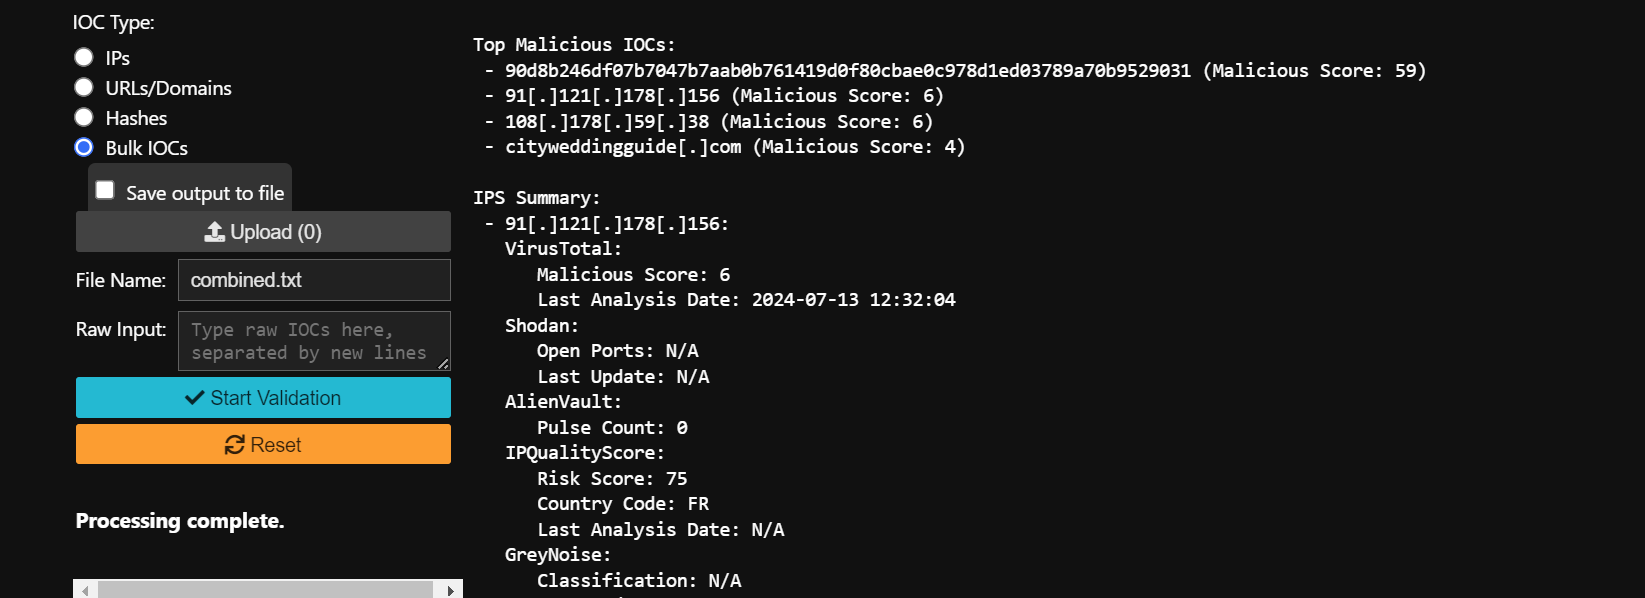 IOC Type:
IPs
URLs/Domains
Hashes
Bulk IOCs
Save output to file
Upload (0)
File Name: combined.txt
Raw Input: Type raw IOCs here,
separated by new lines
Start Validation
Reset
Processing complete.
Top Malicious IOCs:
- 90d8b246df07b7047b7aab0b761419d0f80cbae0c978d1ed03789a70b9529031 (Malicious Score: 59)
- 91[.]121[.]178[.]156 (Malicious Score: 6)
- 108[.]178[.]59[.]38 (Malicious Score: 6)
- cityweddingguide[.]com (Malicious Score: 4)
IPS Summary:
- 91[.]121[.]178[.]156:
VirusTotal:
Malicious Score: 6
Last Analysis Date: 2024-07-13 12:32:04
Shodan:
Open Ports: N/A
Last Update: N/A
AlienVault:
Pulse Count: 0
IPQualityScore:
Risk Score: 75
Country Code: FR
Last Analysis Date: N/A
GreyNoise:
Classification: N/A